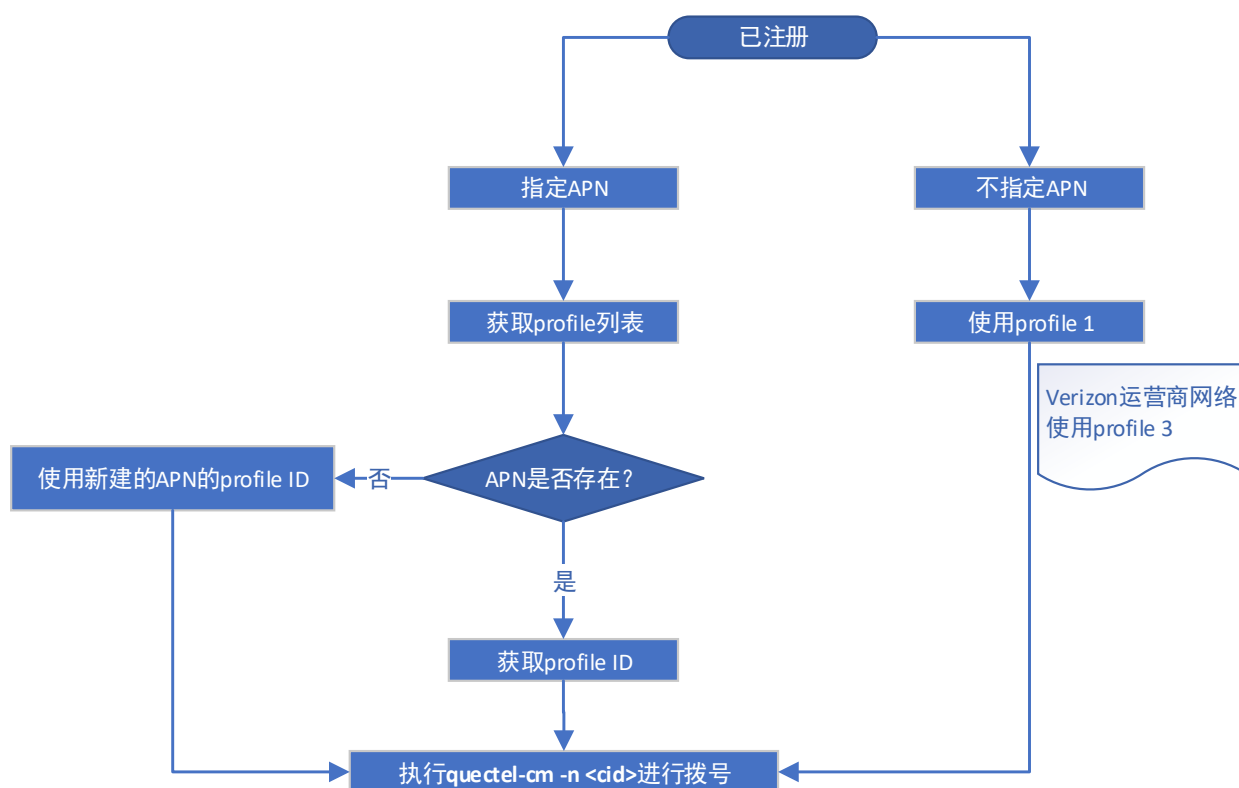 已注册
指定APN
不指定APN
获取profile列表
使用profile 1
Verizon运营商网络
使用profile 3
使用新建的APN的profile ID
否
APN是否存在？
是
获取profile ID
执行quectel-cm -n <cid>进行拨号